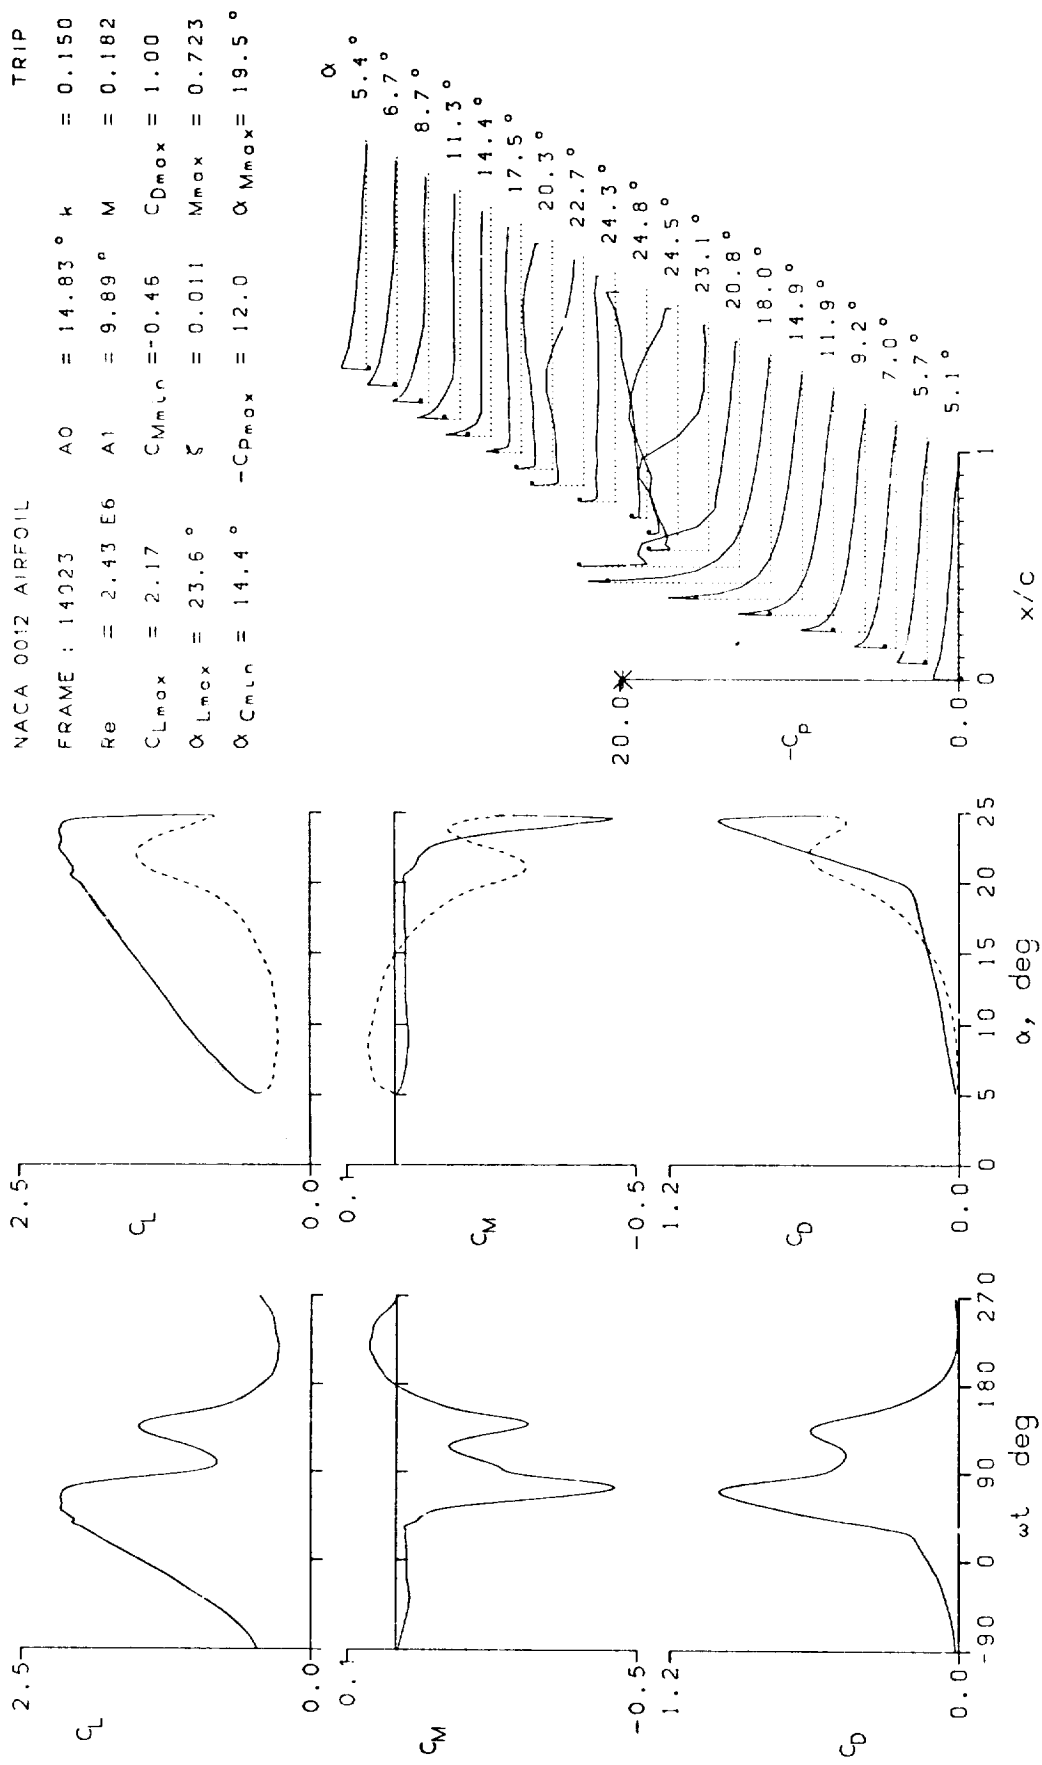 NACA 0012 AIRFOIL TRIP
FRAME : 14023 A0 = 14.83° k = 0.150
Re = 2.43 E6 A1 = 9.89° M = 0.182
CLmax = 2.17 CMmin =-0.45 CDmax = 1.00
αLmax = 23.6° ζ = 0.011 Mmax = 0.723
αCmin = 14.4° -CPmax = 12.0 αMmax= 19.5°
2.5
CL
0.0
0.1
CM
-0.5
1.2
CD
0.0
-90 0 90 180 270
ωt deg
2.5
CL
0.0
0.1
CM
-0.5
1.2
CD
0.0
0 5 10 15 20 25
α, deg
α
5.4°
6.7°
8.7°
11.3°
14.4°
17.5°
20.3°
22.7°
24.3°
24.8°
24.5°
23.1°
20.8°
18.0°
14.9°
11.9°
9.2°
7.0°
5.7°
5.1°
20.0
-Cp
0.0
0 1
x/c